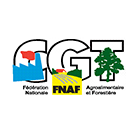 CGT
Fédération Nationale
FNAF
Agroalimentaire et Forestière